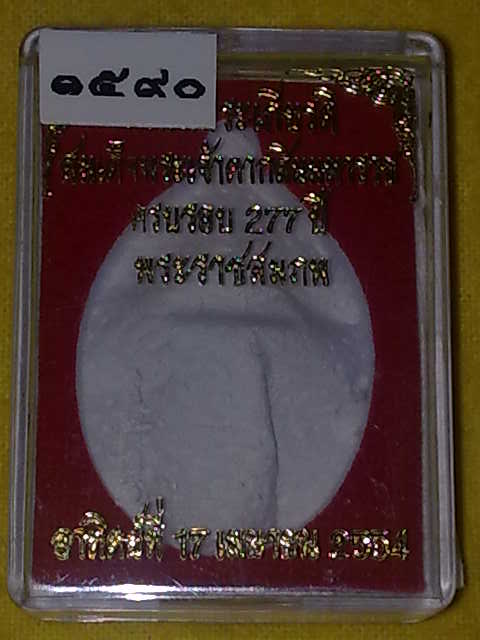 ๑๕๙๐
สมเด็จพระเจ้าตากสินมหาราช
ครบรอบ 277 ปี
พระราชสมภพ
อาทิตย์ที่ 17 เมษายน 2554